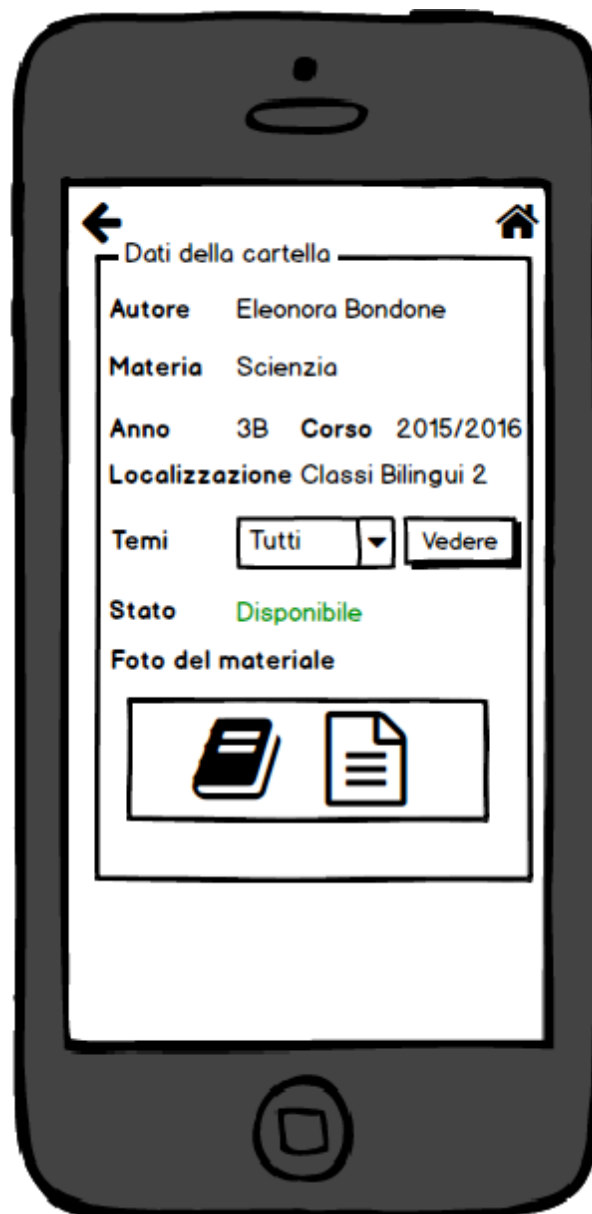 Dati della cartella
Autore Eleonora Bondone
Materia Scienzia
Anno 3B Corso 2015/2016
Localizzazione Classi Bilingui 2
Temi Tutti Vedere
Stato Disponibile
Foto del materiale